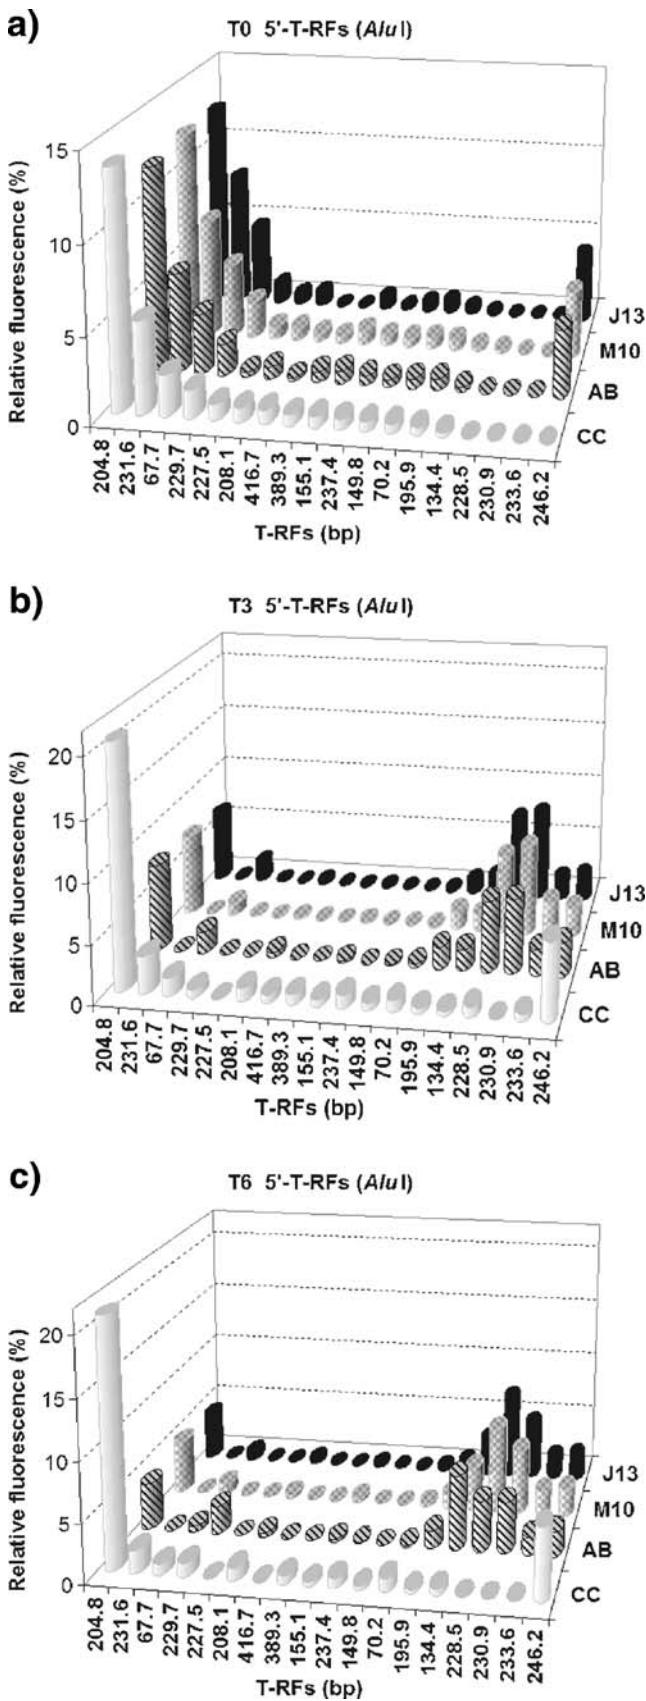 a)
T0 5'-T-RFs (AluI)
Relative fluorescence (%)
15
10
5
0
J13
M10
AB
CC
204.8
231.6
67.7
229.7
227.5
208.1
416.7
389.3
155.1
237.4
149.8
70.2
195.9
134.4
228.5
230.9
233.6
246.2
T-RFs (bp)
b)
T3 5'-T-RFs (AluI)
Relative fluorescence (%)
20
15
10
5
0
J13
M10
AB
CC
204.8
231.6
67.7
229.7
227.5
208.1
416.7
389.3
155.1
237.4
149.8
70.2
195.9
134.4
228.5
230.9
233.6
246.2
T-RFs (bp)
c)
T6 5'-T-RFs (AluI)
Relative fluorescence (%)
20
15
10
5
0
J13
M10
AB
CC
204.8
231.6
67.7
229.7
227.5
208.1
416.7
389.3
155.1
237.4
149.8
70.2
195.9
134.4
228.5
230.9
233.6
246.2
T-RFs (bp)